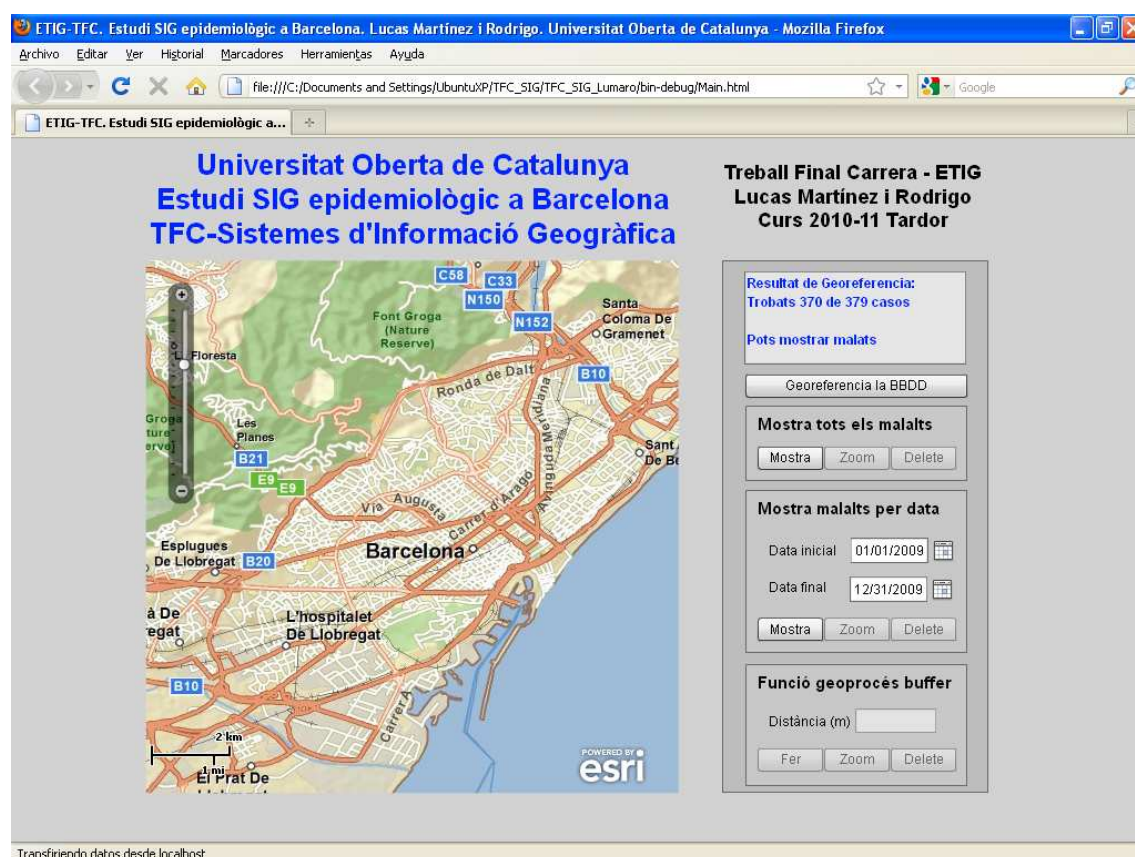 ETIG-TFC. Estudi SIG epidemiològic a Barcelona. Lucas Martínez i Rodrigo. Universitat Oberta de Catalunya - Mozilla Firefox
Archivo Editar Ver Historial Marcadores Herramientas Ayuda
file:///C:/Documents and Settings/UbuntuXP/TFC_SIG/TFC_SIG_Lumaro/bin-debug/Main.html
Google
ETIG-TFC. Estudi SIG epidemiològic a...
Universitat Oberta de Catalunya
Estudi SIG epidemiològic a Barcelona
TFC-Sistemes d'Informació Geogràfica
Treball Final Carrera - ETIG
Lucas Martínez i Rodrigo
Curs 2010-11 Tardor
C58
C33
N150
N152
Santa
Coloma De
Gramenet
Font Groga
(Nature
Reserve)
Floresta
Ronda de Dalt
B10
Avinguda Meridiana
Groga
Les
Planes
B21
E9
E9
Sant
De
Via Augusta
Carrer d'Aragó
Esplugues
De Llobregat
B20
Barcelona
à De
regat
L'hospitalet
De Llobregat
B10
Carrer A
2 km
1 mi
El Prat De
POWERED BY
esri
Resultat de Georeferencia:
Trobats 370 de 379 casos
Pots mostrar malats
Georeferencia la BBDD
Mostra tots els malalts
Mostra Zoom Delete
Mostra malalts per data
Data inicial 01/01/2009
Data final 12/31/2009
Mostra Zoom Delete
Funció geoprocés buffer
Distància (m)
Fer Zoom Delete
Transfiriendo datos desde localhost